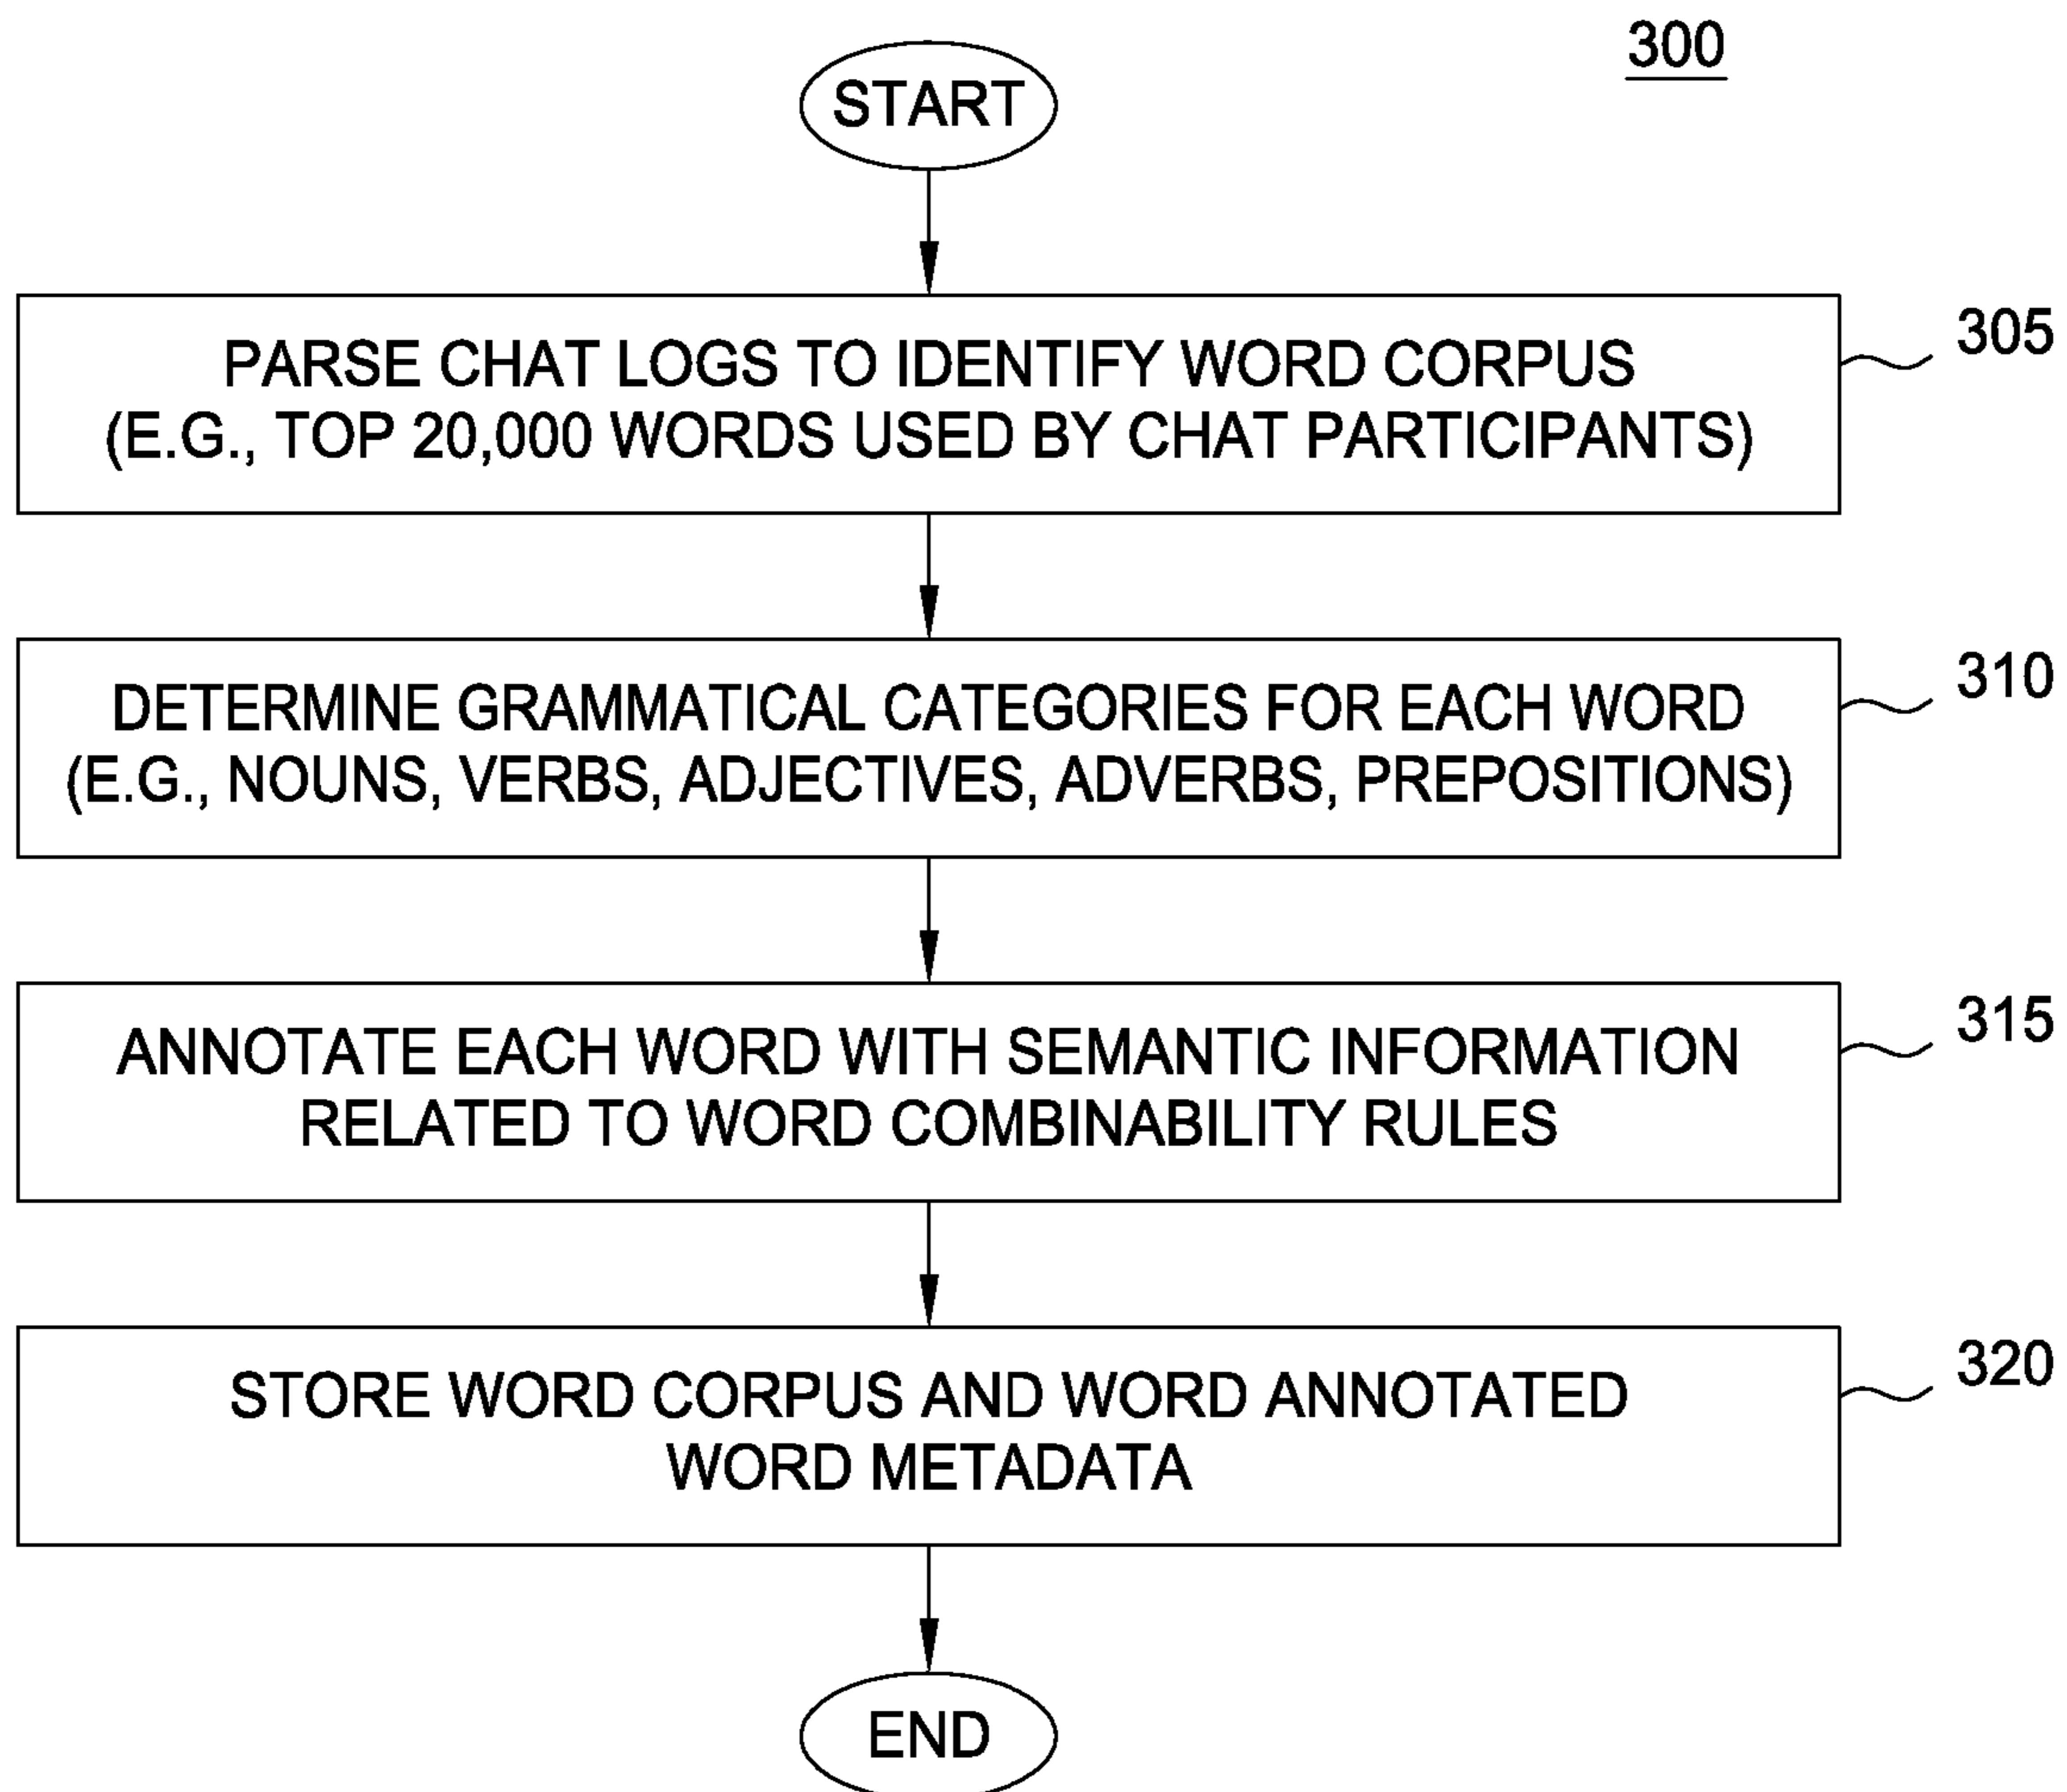 300
START
PARSE CHAT LOGS TO IDENTIFY WORD CORPUS
(E.G., TOP 20,000 WORDS USED BY CHAT PARTICIPANTS)
305
DETERMINE GRAMMATICAL CATEGORIES FOR EACH WORD
(E.G., NOUNS, VERBS, ADJECTIVES, ADVERBS, PREPOSITIONS)
310
ANNOTATE EACH WORD WITH SEMANTIC INFORMATION
RELATED TO WORD COMBINABILITY RULES
315
STORE WORD CORPUS AND WORD ANNOTATED
WORD METADATA
320
END